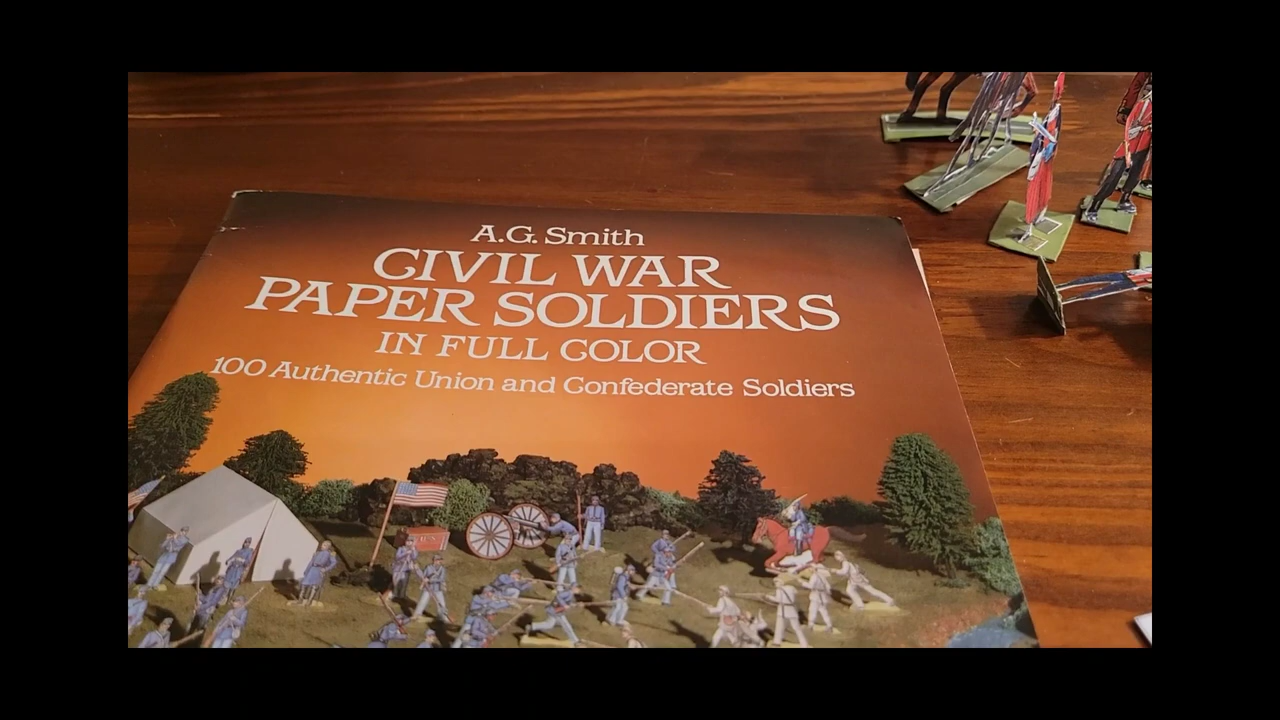 A.G. Smith
CIVIL WAR
PAPER SOLDIERS
IN FULL COLOR
100 Authentic Union and Confederate Soldiers